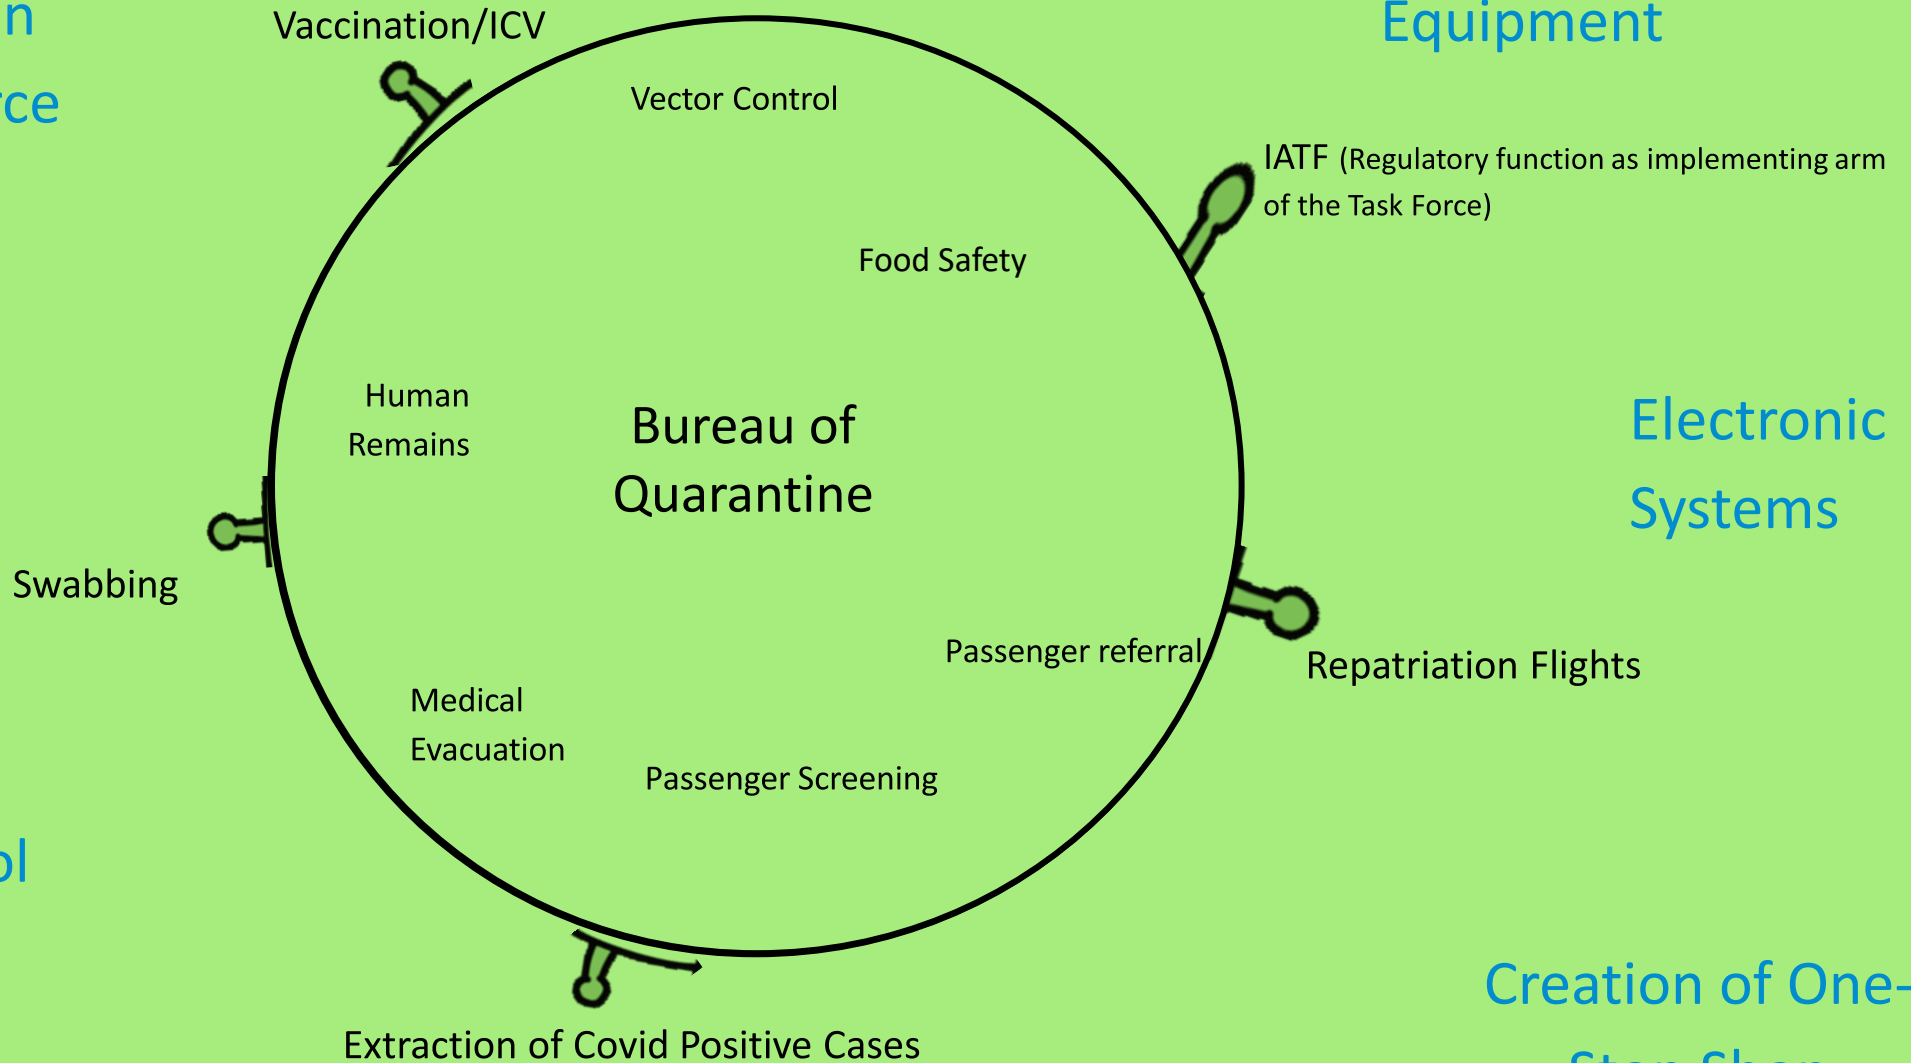 Vaccination/ICV
Equipment
Vector Control
IATF (Regulatory function as implementing arm
of the Task Force)
Food Safety
Human
Remains
Bureau of
Quarantine
Electronic
Systems
Swabbing
Passenger referral
Repatriation Flights
Medical
Evacuation
Passenger Screening
Creation of One-
Extraction of Covid Positive Cases